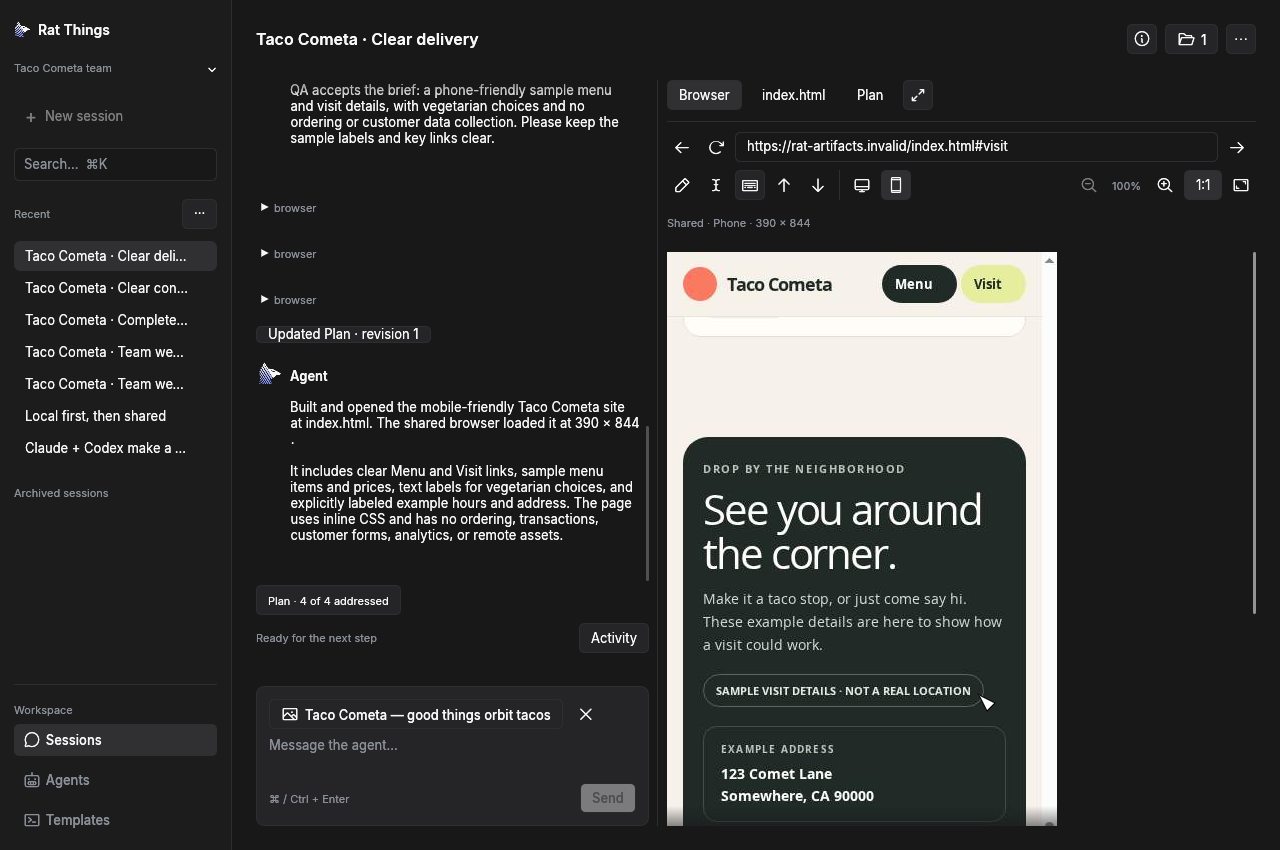 Rat Things
Taco Cometa team
+ New session
Search... ⌘K
Recent
...
Taco Cometa · Clear deli...
Taco Cometa · Clear con...
Taco Cometa · Complete...
Taco Cometa · Team we...
Taco Cometa · Team we...
Local first, then shared
Claude + Codex make a ...
Archived sessions
Workspace
Sessions
Agents
Templates
Taco Cometa · Clear delivery
1
...
QA accepts the brief: a phone-friendly sample menu
and visit details, with vegetarian choices and no
ordering or customer data collection. Please keep the
sample labels and key links clear.
browser
browser
browser
Updated Plan · revision 1
Agent
Built and opened the mobile-friendly Taco Cometa site
at index.html. The shared browser loaded it at 390 × 844
.
It includes clear Menu and Visit links, sample menu
items and prices, text labels for vegetarian choices, and
explicitly labeled example hours and address. The page
uses inline CSS and has no ordering, transactions,
customer forms, analytics, or remote assets.
Plan · 4 of 4 addressed
Ready for the next step
Activity
Taco Cometa — good things orbit tacos
Message the agent...
⌘ / Ctrl + Enter
Send
Browser
index.html
Plan
https://rat-artifacts.invalid/index.html#visit
100%
1:1
Shared · Phone · 390 × 844
Taco Cometa
Menu
Visit
DROP BY THE NEIGHBORHOOD
See you around
the corner.
Make it a taco stop, or just come say hi.
These example details are here to show how
a visit could work.
SAMPLE VISIT DETAILS · NOT A REAL LOCATION
EXAMPLE ADDRESS
123 Comet Lane
Somewhere, CA 90000